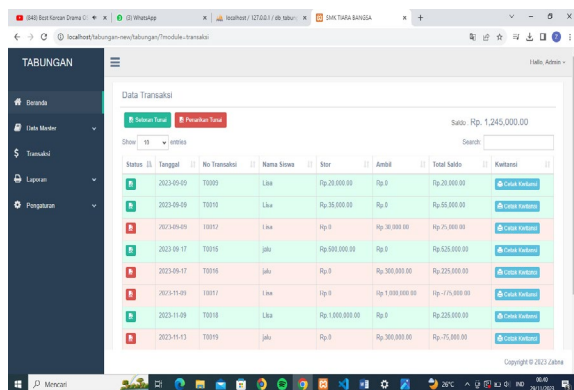 (848) Best Korean Drama O
(3) WhatsApp
localhost / 127.0.0.1 / db_tabun
SMK TIARA BANGSA
localhost/tabungan-new/tabungan/?module=transaksi
TABUNGAN
Hallo, Admin
Beranda
Data Master
Transaksi
Laporan
Pengaturan
Data Transaksi
Setoran Tunai
Penarikan Tunai
Saldo : Rp. 1,245,000.00
Show 10 entries
Search:
Status Tanggal No Transaksi Nama Siswa Stor Ambil Total Saldo Kwitansi
2023-09-09 T0009 Lisa Rp.20,000.00 Rp.0 Rp.20,000.00 Cetak Kwitansi
2023-09-09 T0010 Lisa Rp.35,000.00 Rp.0 Rp.55,000.00 Cetak Kwitansi
2023-09-09 T0012 Lisa Rp.0 Rp.30,000.00 Rp.25,000.00 Cetak Kwitansi
2023-09-17 T0015 jalu Rp.500,000.00 Rp.0 Rp.525,000.00 Cetak Kwitansi
2023-09-17 T0016 jalu Rp.0 Rp.300,000.00 Rp.225,000.00 Cetak Kwitansi
2023-11-09 T0017 Lisa Rp.0 Rp.1,000,000.00 Rp.-775,000.00 Cetak Kwitansi
2023-11-09 T0018 Lisa Rp.1,000,000.00 Rp.0 Rp.225,000.00 Cetak Kwitansi
2023-11-13 T0019 jalu Rp.0 Rp.300,000.00 Rp.-75,000.00 Cetak Kwitansi
Copyright © 2023 Zabna
Mencari
26°C
IND
00.40
29/11/2023